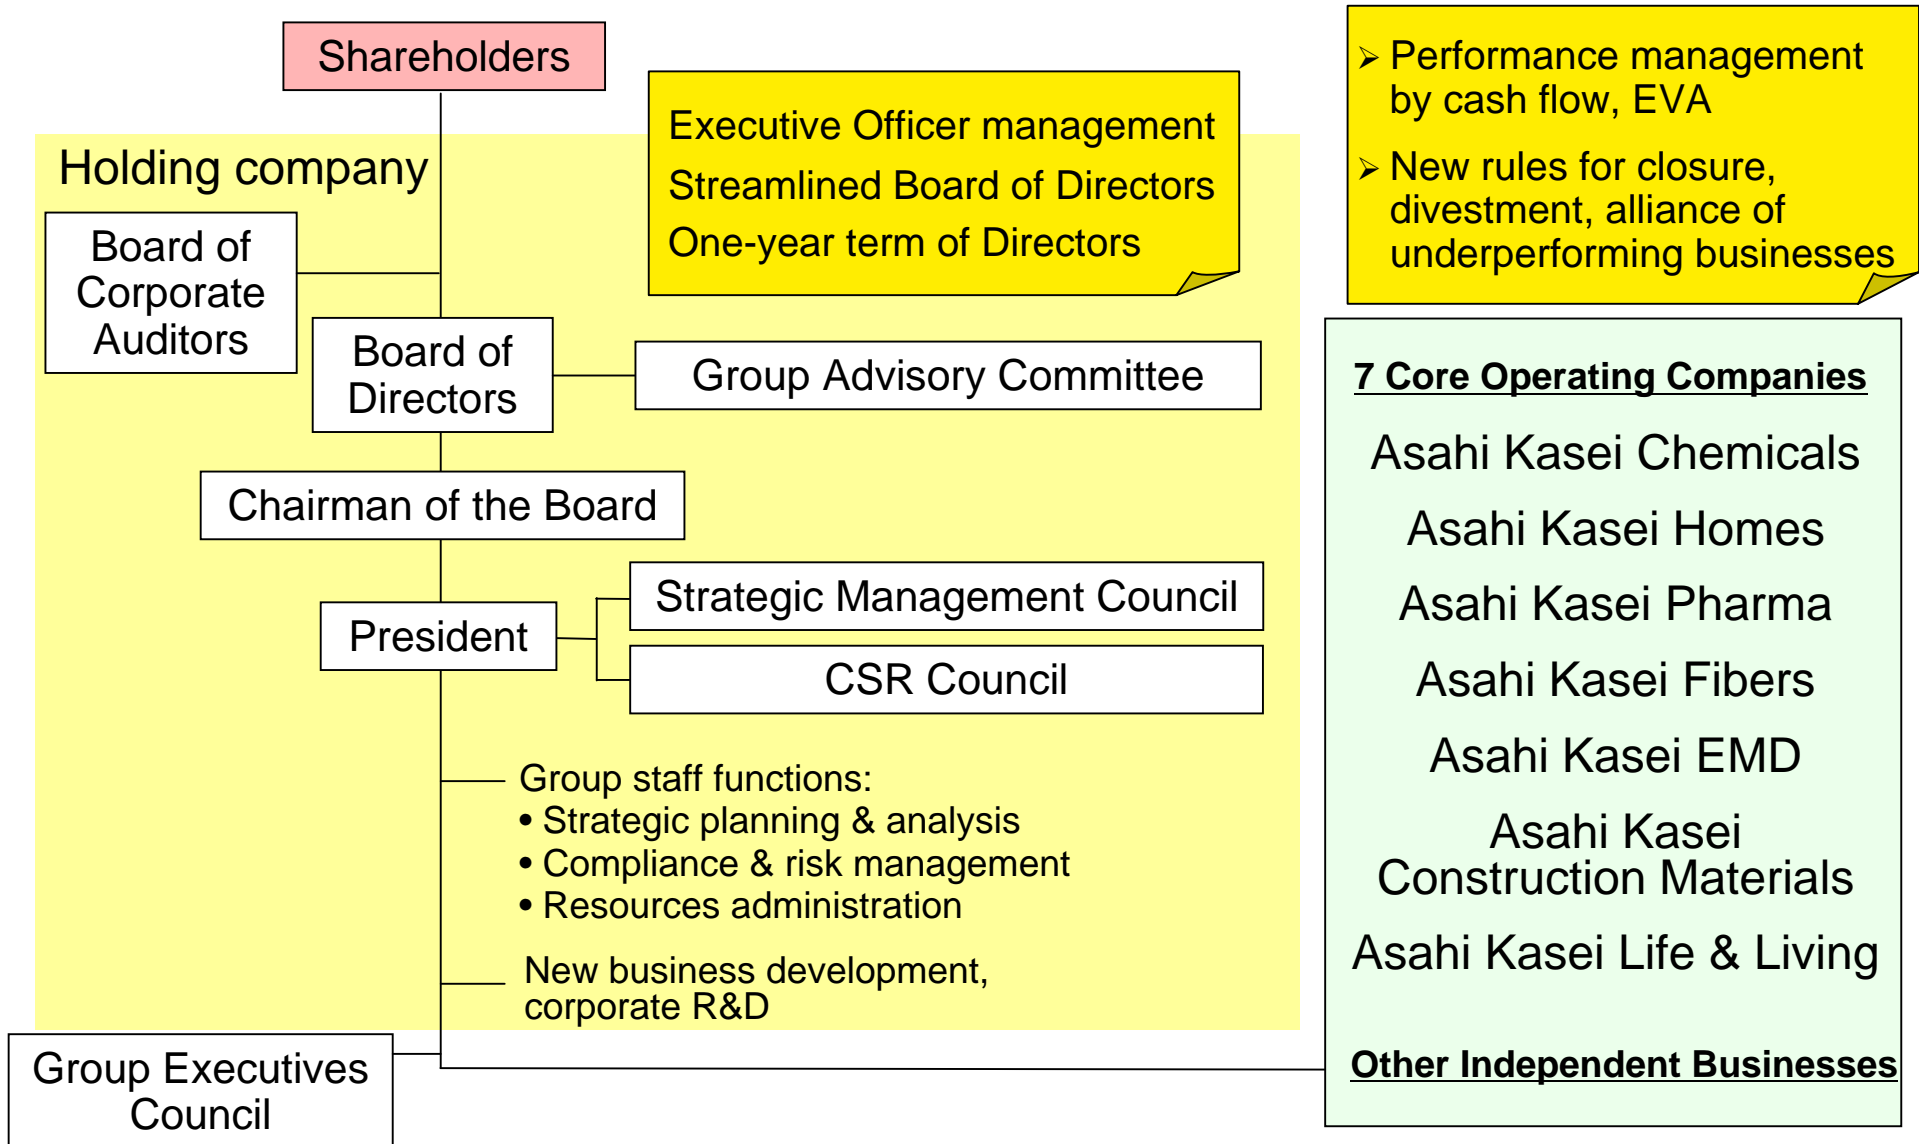 Shareholders
Holding company
Board of
Corporate
Auditors
Executive Officer management
Streamlined Board of Directors
One-year term of Directors
➢ Performance management
by cash flow, EVA
➢ New rules for closure,
divestment, alliance of
underperforming businesses
Board of
Directors
Group Advisory Committee
Chairman of the Board
President
Strategic Management Council
CSR Council
Group staff functions:
• Strategic planning & analysis
• Compliance & risk management
• Resources administration
New business development,
corporate R&D
Group Executives
Council
7 Core Operating Companies
Asahi Kasei Chemicals
Asahi Kasei Homes
Asahi Kasei Pharma
Asahi Kasei Fibers
Asahi Kasei EMD
Asahi Kasei
Construction Materials
Asahi Kasei Life & Living
Other Independent Businesses